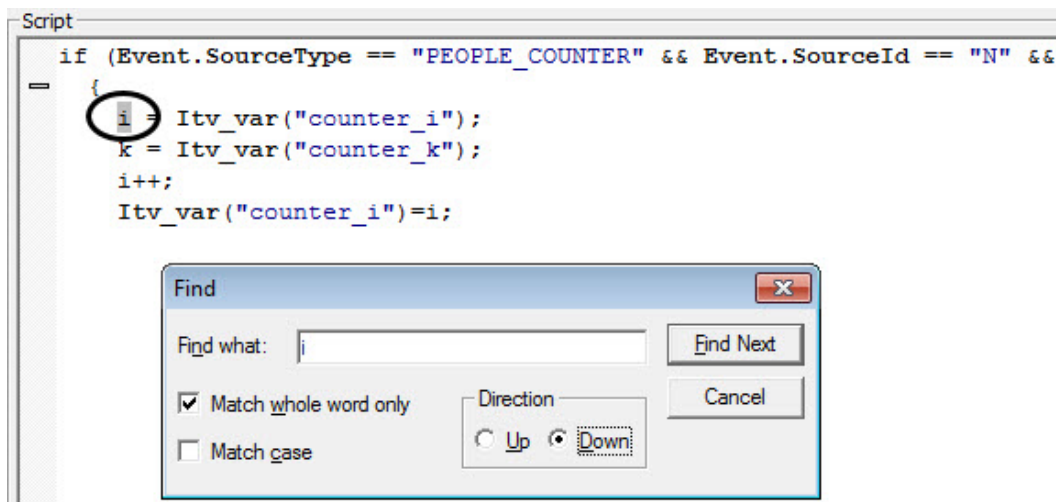 Script
if (Event.SourceType == "PEOPLE_COUNTER" && Event.SourceId == "N" &&
{
i = Itv_var("counter_i");
k = Itv_var("counter_k");
i++;
Itv_var("counter_i")=i;
Find
Find what: i
Find Next
Match whole word only
Direction
Cancel
Match case
Up Down